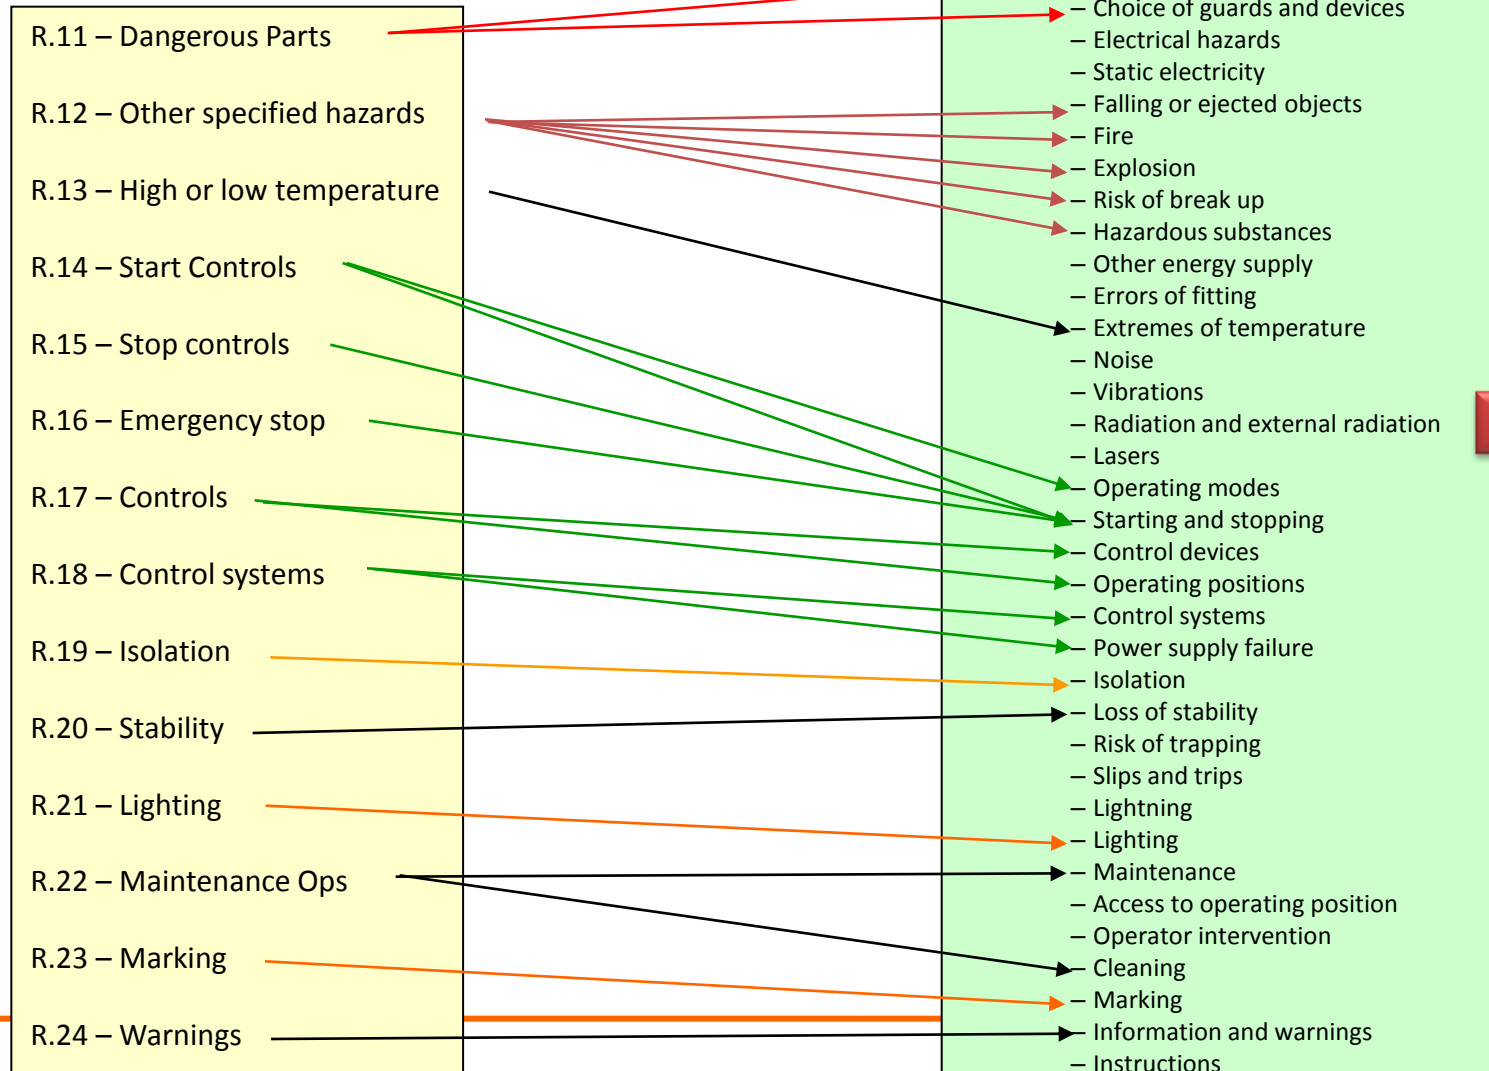 R.11 – Dangerous Parts
R.12 – Other specified hazards
R.13 – High or low temperature
R.14 – Start Controls
R.15 – Stop controls
R.16 – Emergency stop
R.17 – Controls
R.18 – Control systems
R.19 – Isolation
R.20 – Stability
R.21 – Lighting
R.22 – Maintenance Ops
R.23 – Marking
R.24 – Warnings
– Choice of guards and devices
– Electrical hazards
– Static electricity
– Falling or ejected objects
– Fire
– Explosion
– Risk of break up
– Hazardous substances
– Other energy supply
– Errors of fitting
– Extremes of temperature
– Noise
– Vibrations
– Radiation and external radiation
– Lasers
– Operating modes
– Starting and stopping
– Control devices
– Operating positions
– Control systems
– Power supply failure
– Isolation
– Loss of stability
– Risk of trapping
– Slips and trips
– Lightning
– Lighting
– Maintenance
– Access to operating position
– Operator intervention
– Cleaning
– Marking
– Information and warnings
– Instructions